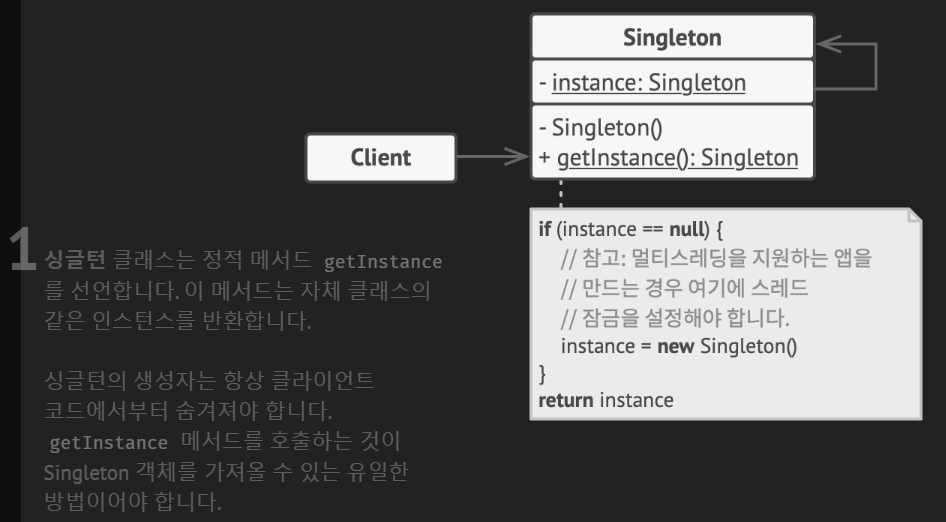 Singleton
- instance: Singleton
- Singleton()
+ getInstance(): Singleton
Client
if (instance == null) {
// 참고: 멀티스레딩을 지원하는 앱을
// 만드는 경우 여기에 스레드
// 잠금을 설정해야 합니다.
instance = new Singleton()
}
return instance
1
싱글턴 클래스는 정적 메서드 getInstance
를 선언합니다. 이 메서드는 자체 클래스의
같은 인스턴스를 반환합니다.
싱글턴의 생성자는 항상 클라이언트
코드에서부터 숨겨져야 합니다.
getInstance 메서드를 호출하는 것이
Singleton 객체를 가져올 수 있는 유일한
방법이어야 합니다.